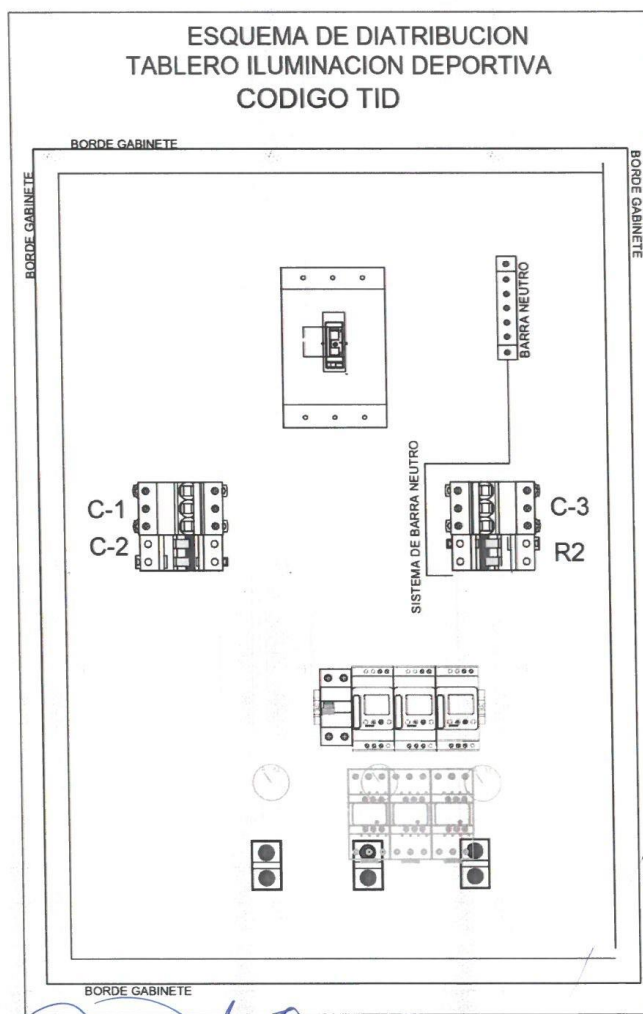 ESQUEMA DE DIATRIBUCION
TABLERO ILUMINACION DEPORTIVA
CODIGO TID
BORDE GABINETE
BORDE GABINETE
BORDE GABINETE
BARRA NEUTRO
SISTEMA DE BARRA NEUTRO
C-1
C-2
C-3
R2
BORDE GABINETE